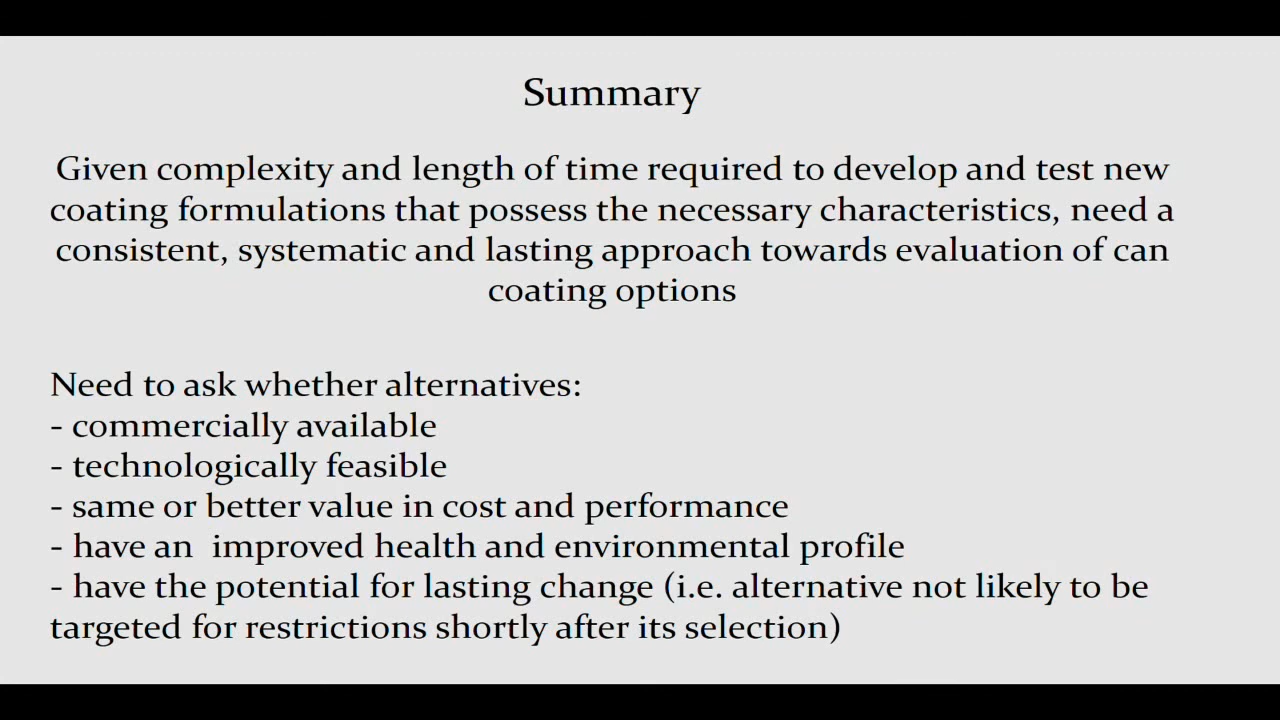 Summary
Given complexity and length of time required to develop and test new
coating formulations that possess the necessary characteristics, need a
consistent, systematic and lasting approach towards evaluation of can
coating options
Need to ask whether alternatives:
- commercially available
- technologically feasible
- same or better value in cost and performance
- have an  improved health and environmental profile
- have the potential for lasting change (i.e. alternative not likely to be
targeted for restrictions shortly after its selection)